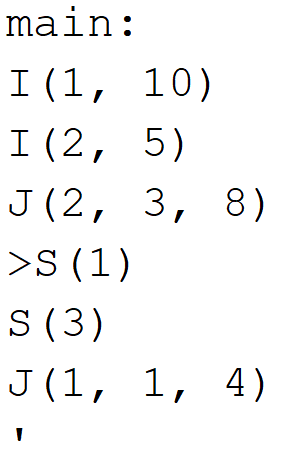 main:
I(1, 10)
I(2, 5)
J(2, 3, 8)
>S(1)
S(3)
J(1, 1, 4)
'